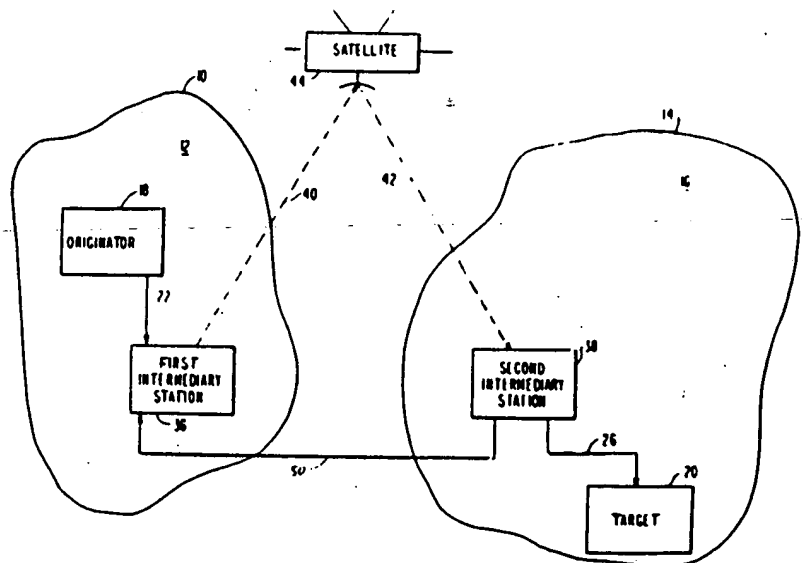 SATELLITE
44
10
14
12
16
18
40
42
ORIGINATOR
22
FIRST
INTERMEDIARY
STATION
36
SECOND
INTERMEDIARY
STATION
38
50
26
20
TARGET